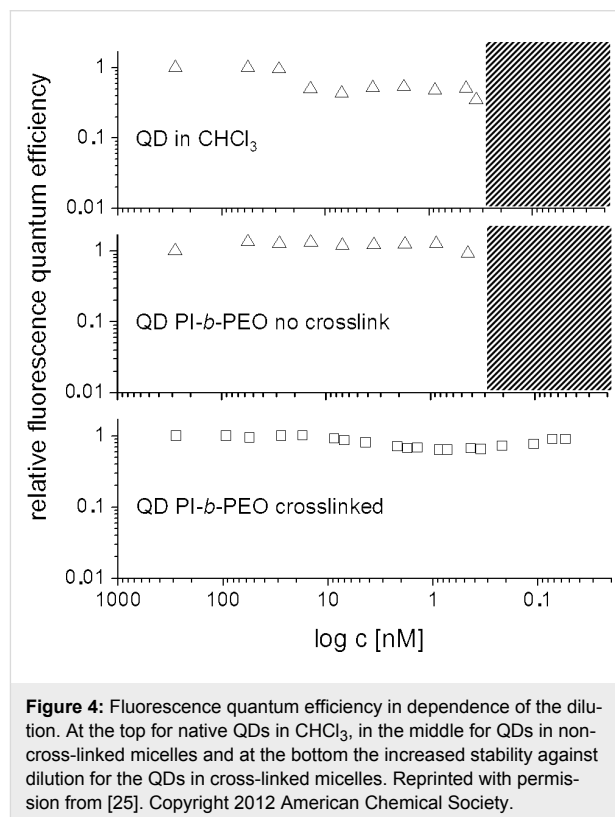 relative fluorescence quantum efficiency
1
0.1
0.01
QD in CHCl₃
1
0.1
0.01
QD PI-b-PEO no crosslink
1
0.1
0.01
QD PI-b-PEO crosslinked
1000 100 10 1 0.1
log c [nM]
Figure 4: Fluorescence quantum efficiency in dependence of the dilu-
tion. At the top for native QDs in CHCl₃, in the middle for QDs in non-
cross-linked micelles and at the bottom the increased stability against
dilution for the QDs in cross-linked micelles. Reprinted with permis-
sion from [25]. Copyright 2012 American Chemical Society.